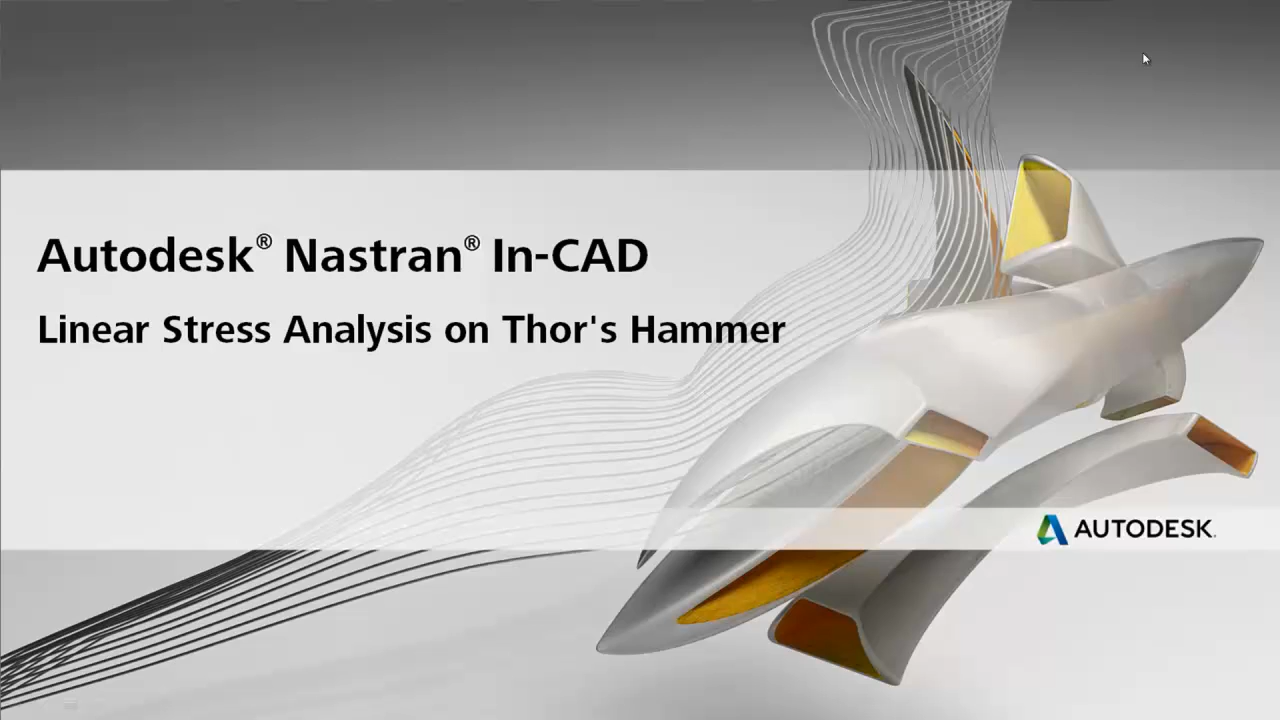 Autodesk® Nastran® In-CAD
Linear Stress Analysis on Thor's Hammer
AUTODESK.